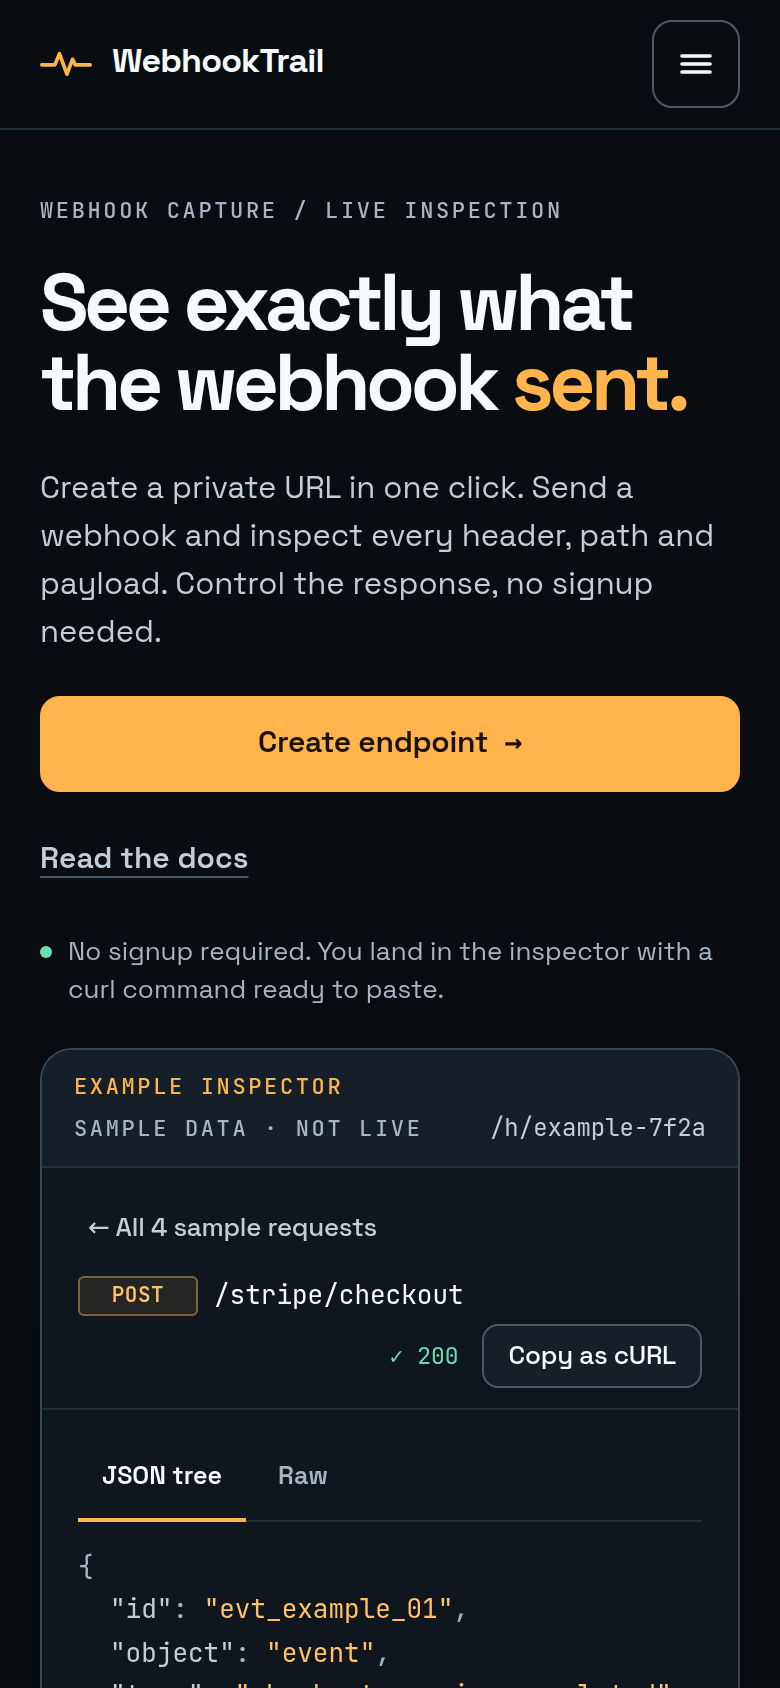 WebhookTrail
WEBHOOK CAPTURE / LIVE INSPECTION
See exactly what
the webhook sent.
Create a private URL in one click. Send a
webhook and inspect every header, path and
payload. Control the response, no signup
needed.
Create endpoint →
Read the docs
No signup required. You land in the inspector with a
curl command ready to paste.
EXAMPLE INSPECTOR
SAMPLE DATA · NOT LIVE /h/example-7f2a
← All 4 sample requests
POST /stripe/checkout
✓ 200 Copy as cURL
JSON tree Raw
{
"id": "evt_example_01",
"object": "event",